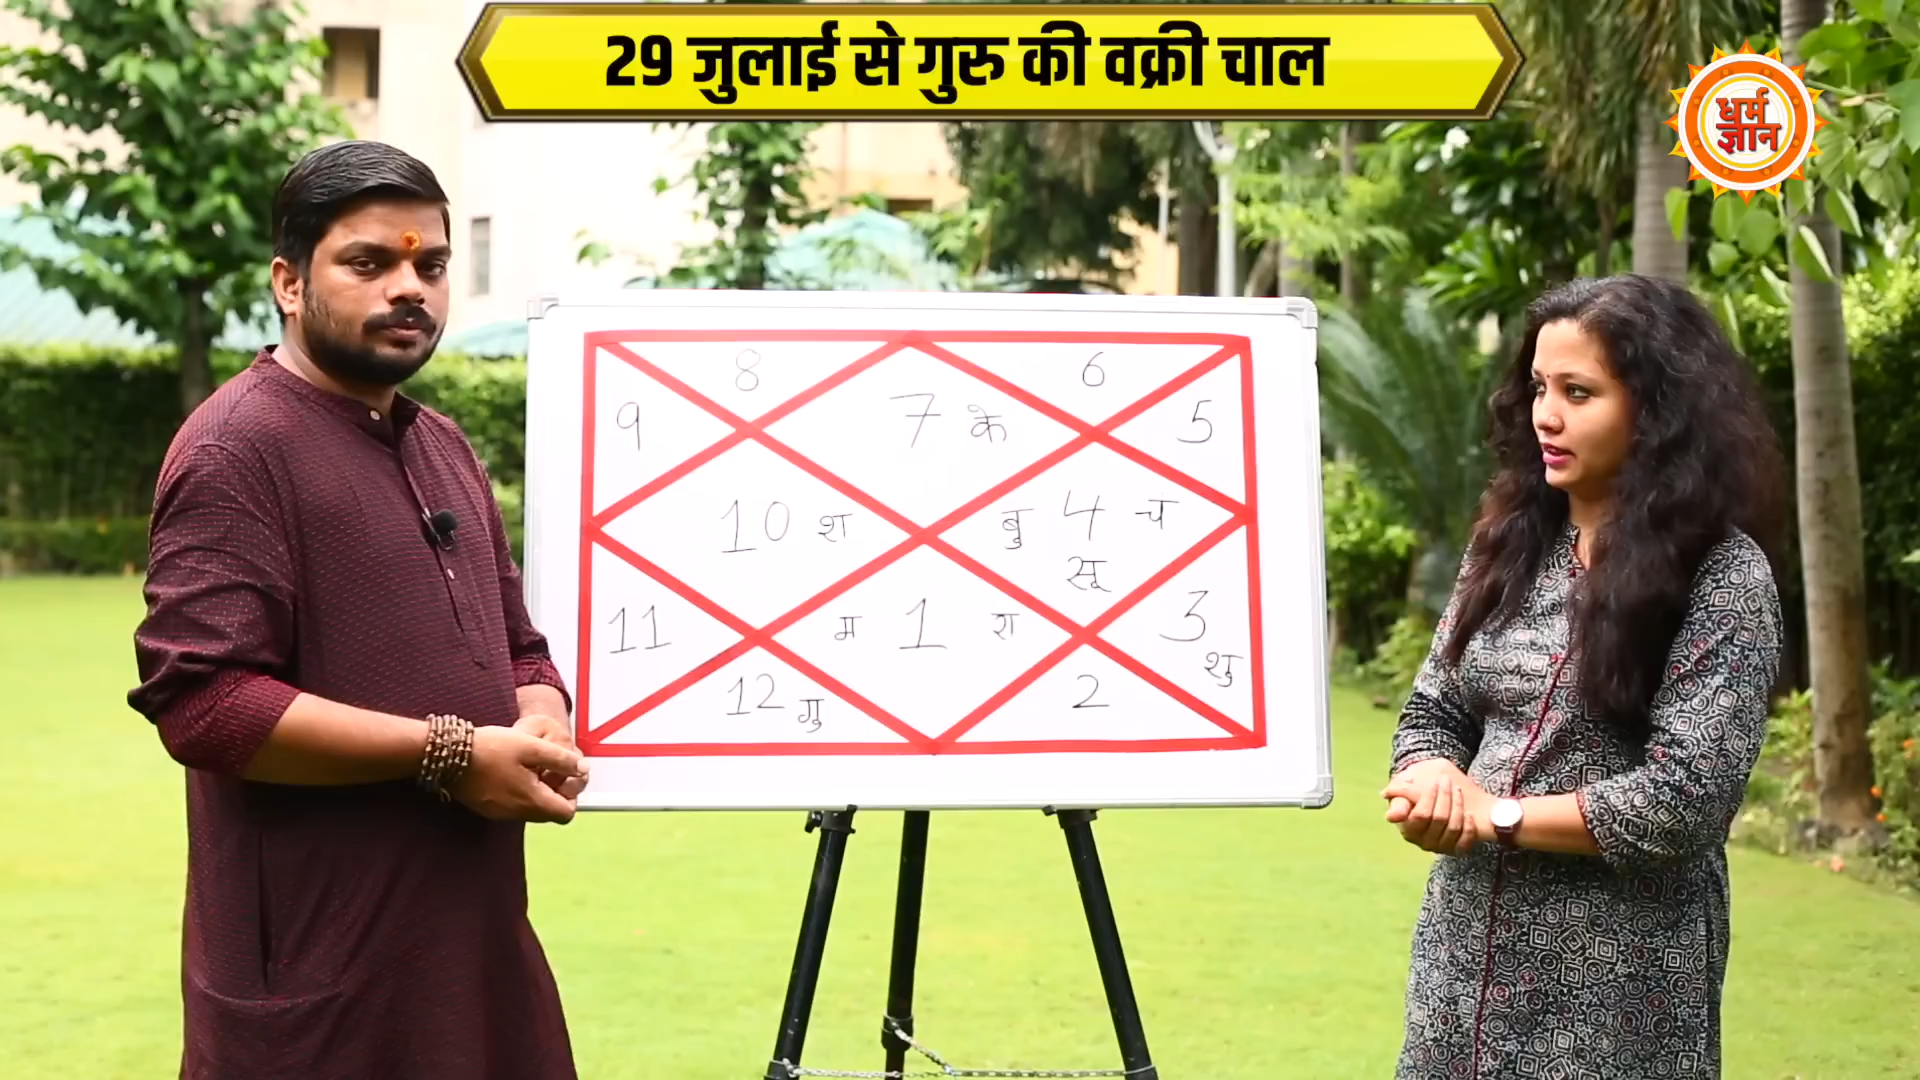 29 जुलाई से गुरु की वक्री चाल
धर्म
ज्ञान
8
6
9
7 के
5
10 श
बु 4 च
सू
11
म 1 रा
3
शु
12 गु
2